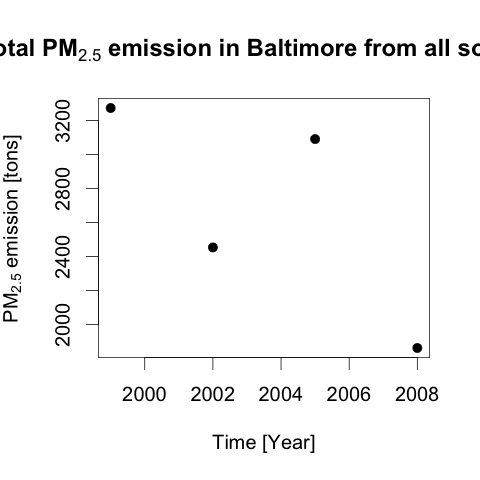 otal PM2.5 emission in Baltimore from all so
PM2.5 emission [tons]
3200
2800
2400
2000
2000 2002 2004 2006 2008
Time [Year]